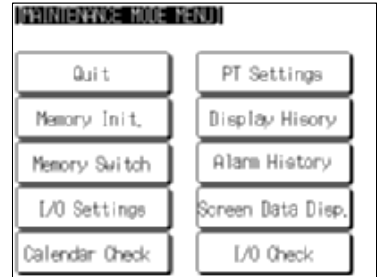 [MAINTENANCE MODE MENU]
Quit
PT Settings
Memory Init.
Display Hisory
Memory Switch
Alarm History
I/O Settings
Screen Data Disp.
Calendar Check
I/O Check